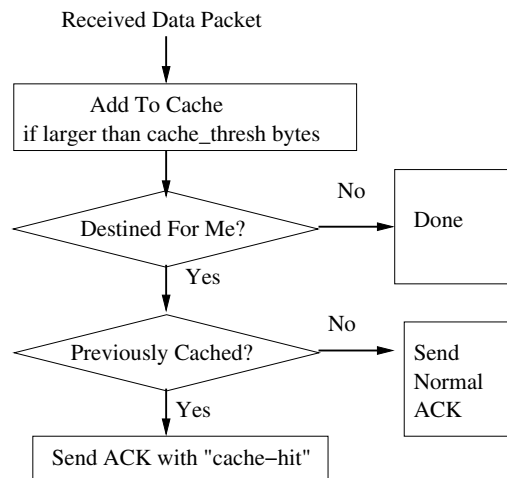 Received Data Packet
Add To Cache
if larger than cache_thresh bytes
Destined For Me?
No
Done
Yes
Previously Cached?
No
Send
Normal
ACK
Yes
Send ACK with "cache−hit"